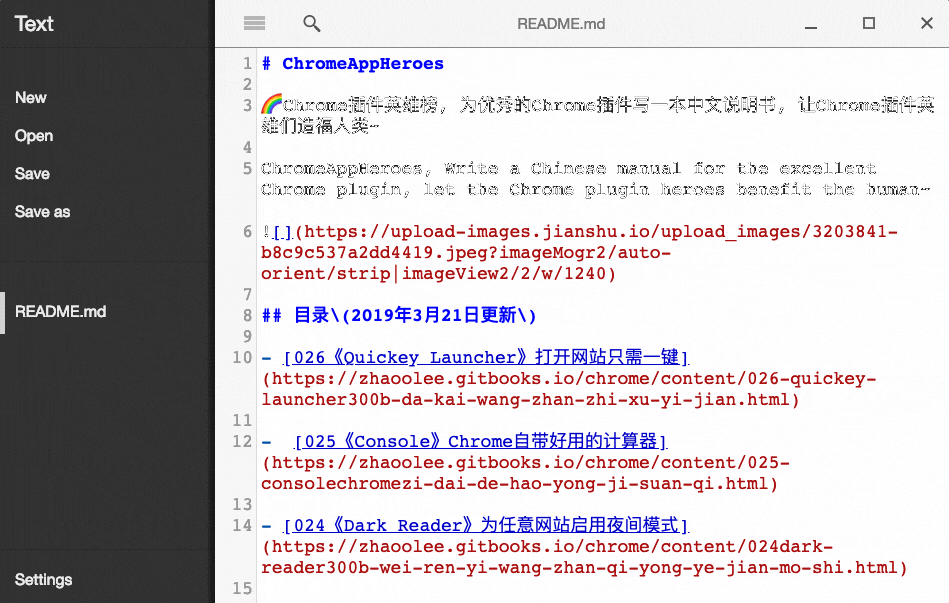 Text
New
Open
Save
Save as
README.md
Settings
README.md
1 # ChromeAppHeroes
2
3 🌈Chrome插件英雄榜, 为优秀的Chrome插件写一本中文说明书, 让Chrome插件英
雄们造福人类~
4
5 ChromeAppHeroes, Write a Chinese manual for the excellent
Chrome plugin, let the Chrome plugin heroes benefit the human~
6 ![](https://upload-images.jianshu.io/upload_images/3203841-
b8c9c537a2dd4419.jpeg?imageMogr2/auto-
orient/strip|imageView2/2/w/1240)
7
8 ## 目录\(2019年3月21日更新\)
9
10 - [026《Quickey Launcher》打开网站只需一键]
(https://zhaoolee.gitbooks.io/chrome/content/026-quickey-
launcher300b-da-kai-wang-zhan-zhi-xu-yi-jian.html)
11
12 -  [025《Console》Chrome自带好用的计算器]
(https://zhaoolee.gitbooks.io/chrome/content/025-
consolechromezi-dai-de-hao-yong-ji-suan-qi.html)
13
14 - [024《Dark Reader》为任意网站启用夜间模式]
(https://zhaoolee.gitbooks.io/chrome/content/024dark-
reader300b-wei-ren-yi-wang-zhan-qi-yong-ye-jian-mo-shi.html)
15